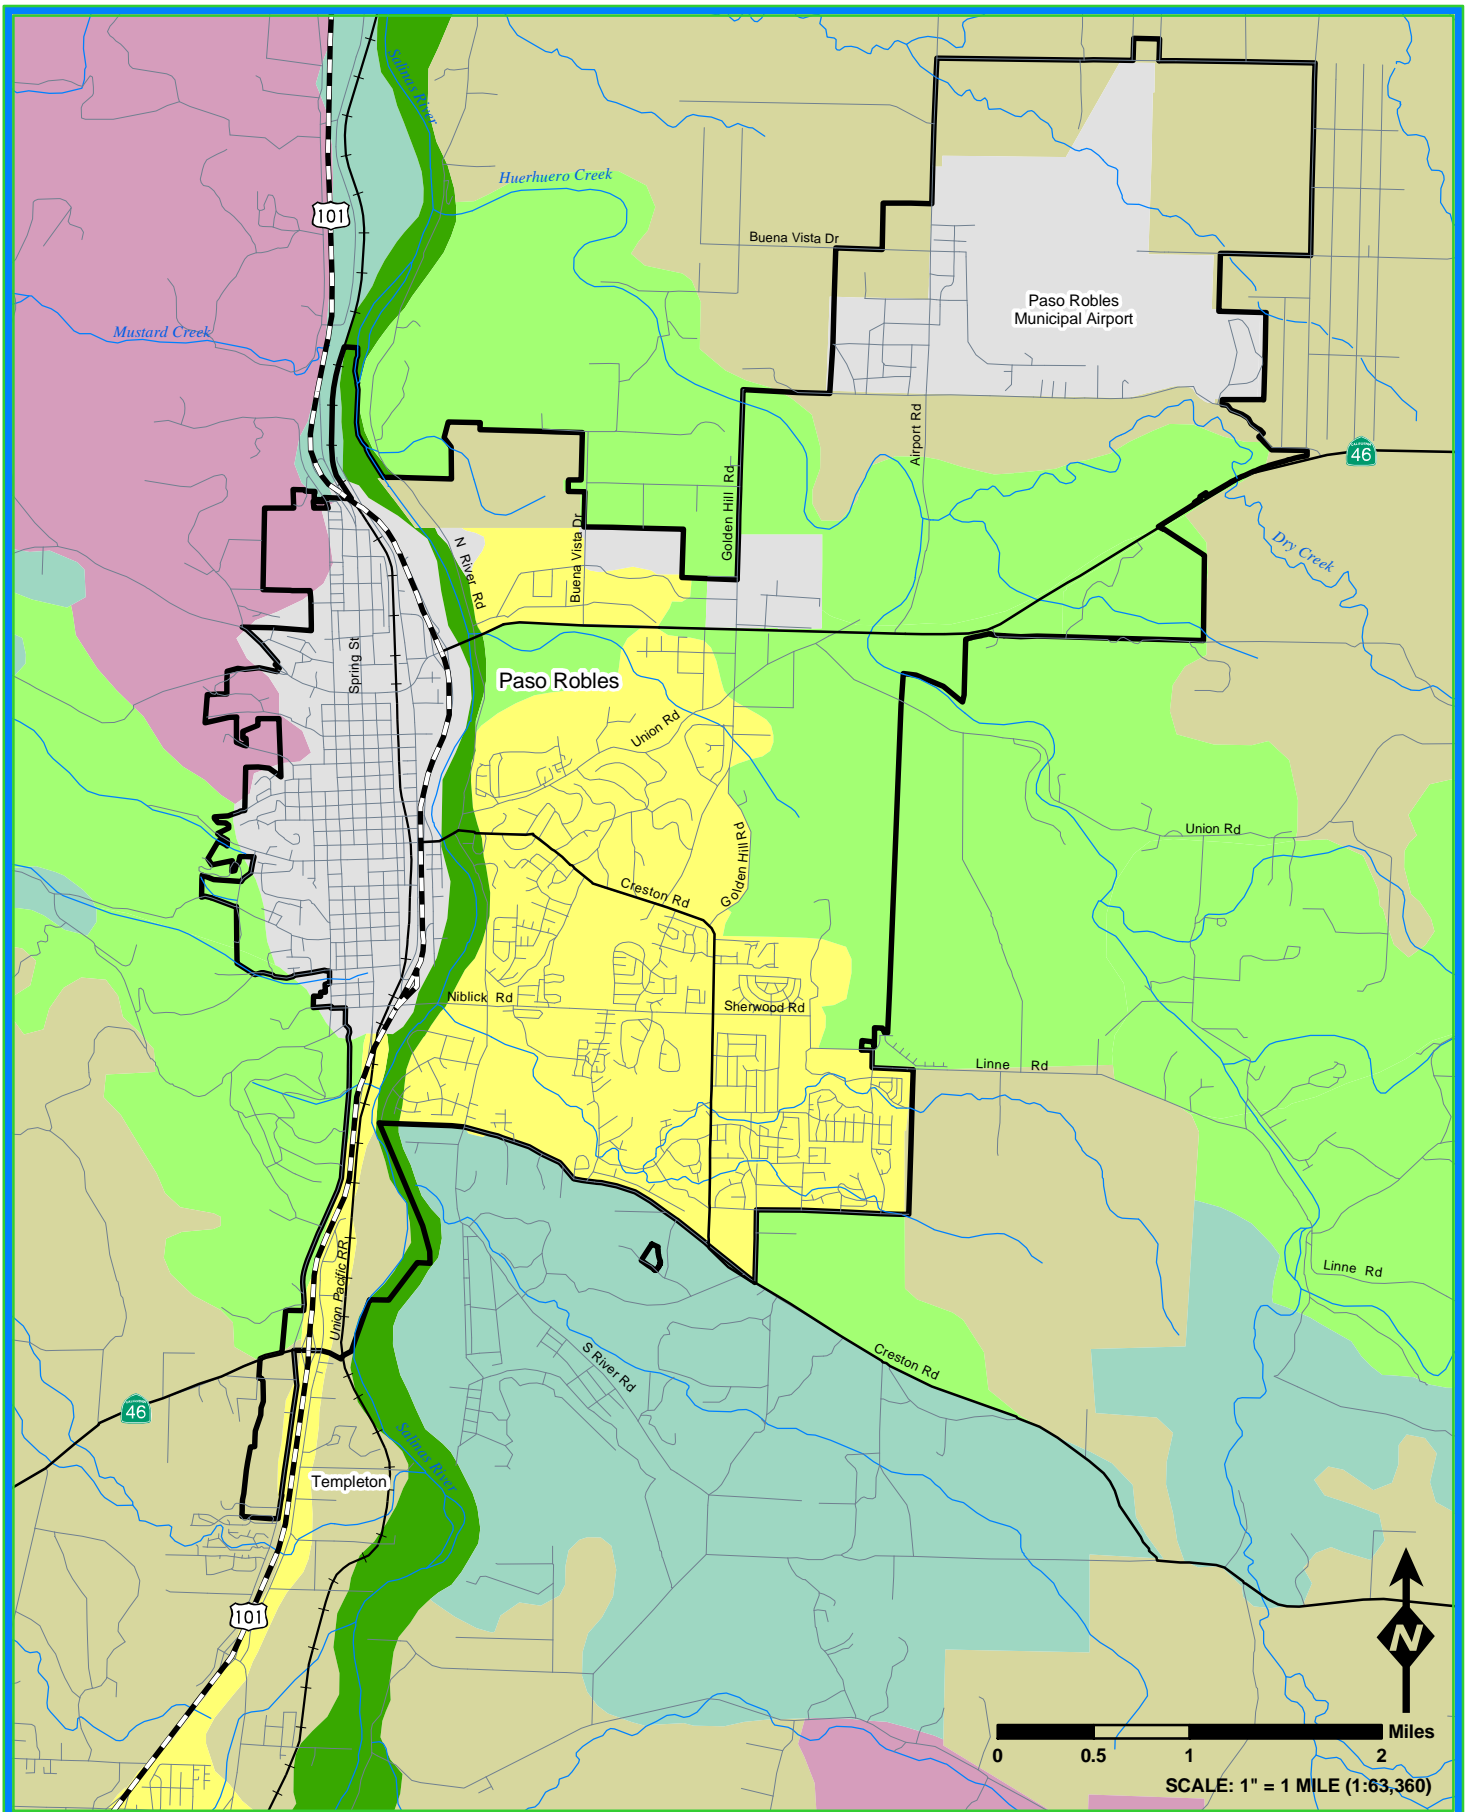 Salinas River
Huerhuero Creek
101
Buena Vista Dr
Paso Robles
Municipal Airport
Mustard Creek
Airport Rd
46
Golden Hill Rd
Buena Vista Dr
N River Rd
Dry Creek
Spring St
Paso Robles
Union Rd
Union Rd
Golden Hill Rd
Creston Rd
Niblick Rd
Sherwood Rd
Linne Rd
Union Pacific RR
Linne Rd
S River Rd
Creston Rd
46
Salinas River
Templeton
101
N
Miles
0 0.5 1 2
SCALE: 1" = 1 MILE (1:63,360)